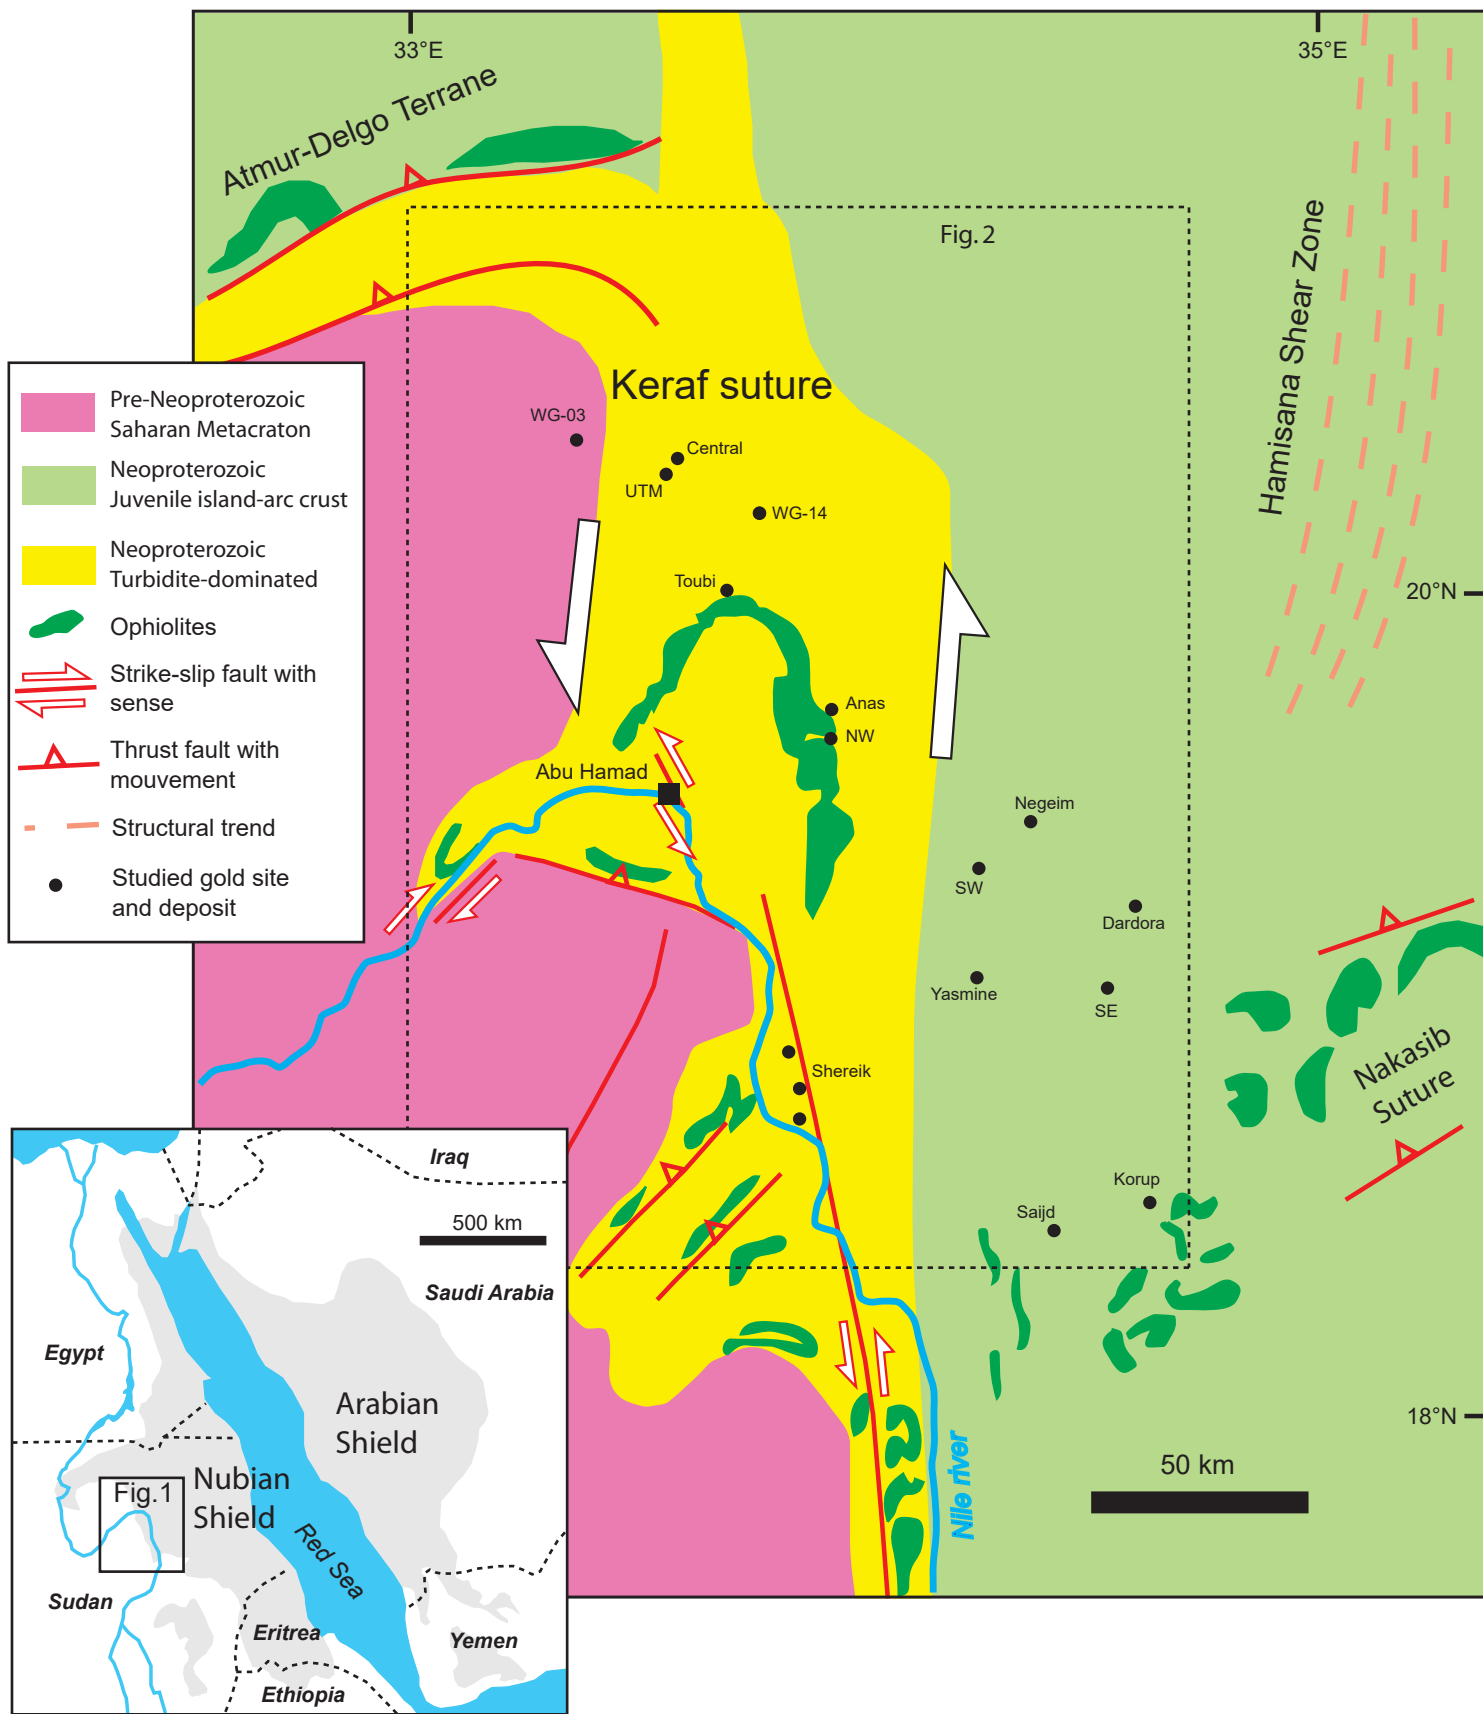 33°E
35°E
Atmur-Delgo Terrane
Fig. 2
Hamisana Shear Zone
Keraf suture
Pre-Neoproterozoic
Saharan Metacraton
Neoproterozoic
Juvenile island-arc crust
Neoproterozoic
Turbidite-dominated
Ophiolites
Strike-slip fault with
sense
Thrust fault with
mouvement
Structural trend
Studied gold site
and deposit
WG-03
Central
UTM
WG-14
Toubi
20°N
Anas
NW
Abu Hamad
Negeim
SW
Dardora
Yasmine
SE
Shereik
Nakasib
Suture
Korup
Saijd
18°N
50 km
Nile river
Iraq
500 km
Saudi Arabia
Egypt
Arabian
Shield
Nubian
Shield
Fig.1
Red Sea
Sudan
Eritrea
Yemen
Ethiopia